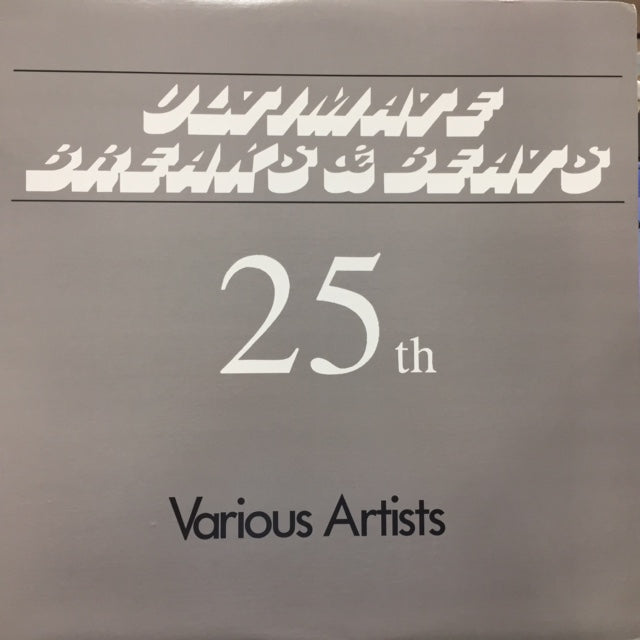 ULTIMATE
BREAKS & BEATS
25th
Various Artists